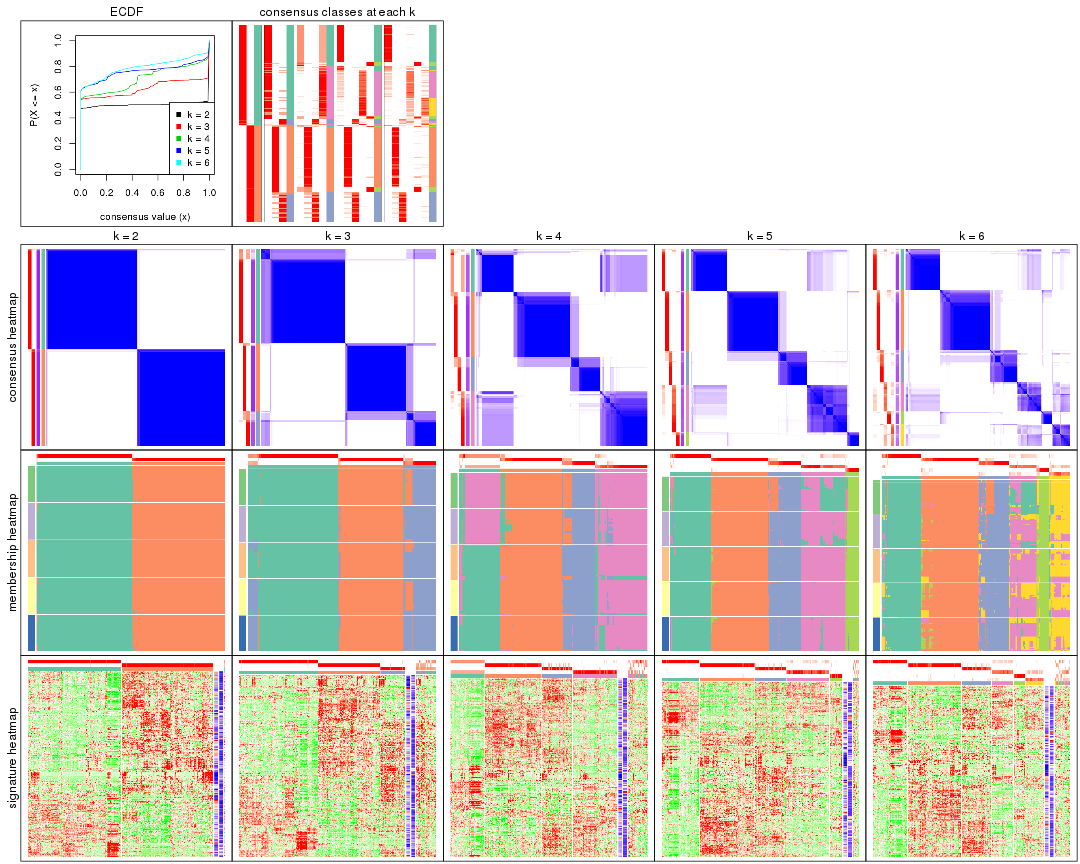 ECDF
consensus classes at each k
P(X <= x)
0.0 0.2 0.4 0.6 0.8 1.0
k = 2
k = 3
k = 4
k = 5
k = 6
0.0 0.2 0.4 0.6 0.8 1.0
consensus value (x)
k = 2
k = 3
k = 4
k = 5
k = 6
consensus heatmap
membership heatmap
signature heatmap